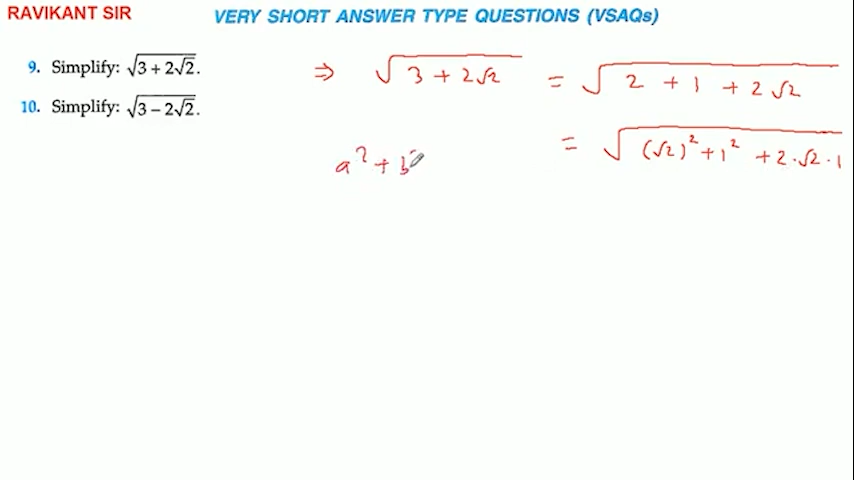 RAVIKANT SIR
VERY SHORT ANSWER TYPE QUESTIONS (VSAQs)
9. Simplify: √(3 + 2√2).
⇒ √(3 + 2√2) = √(2 + 1 + 2√2)
10. Simplify: √(3 − 2√2).
= √((√2)² + 1² + 2·√2·1
a² + b²